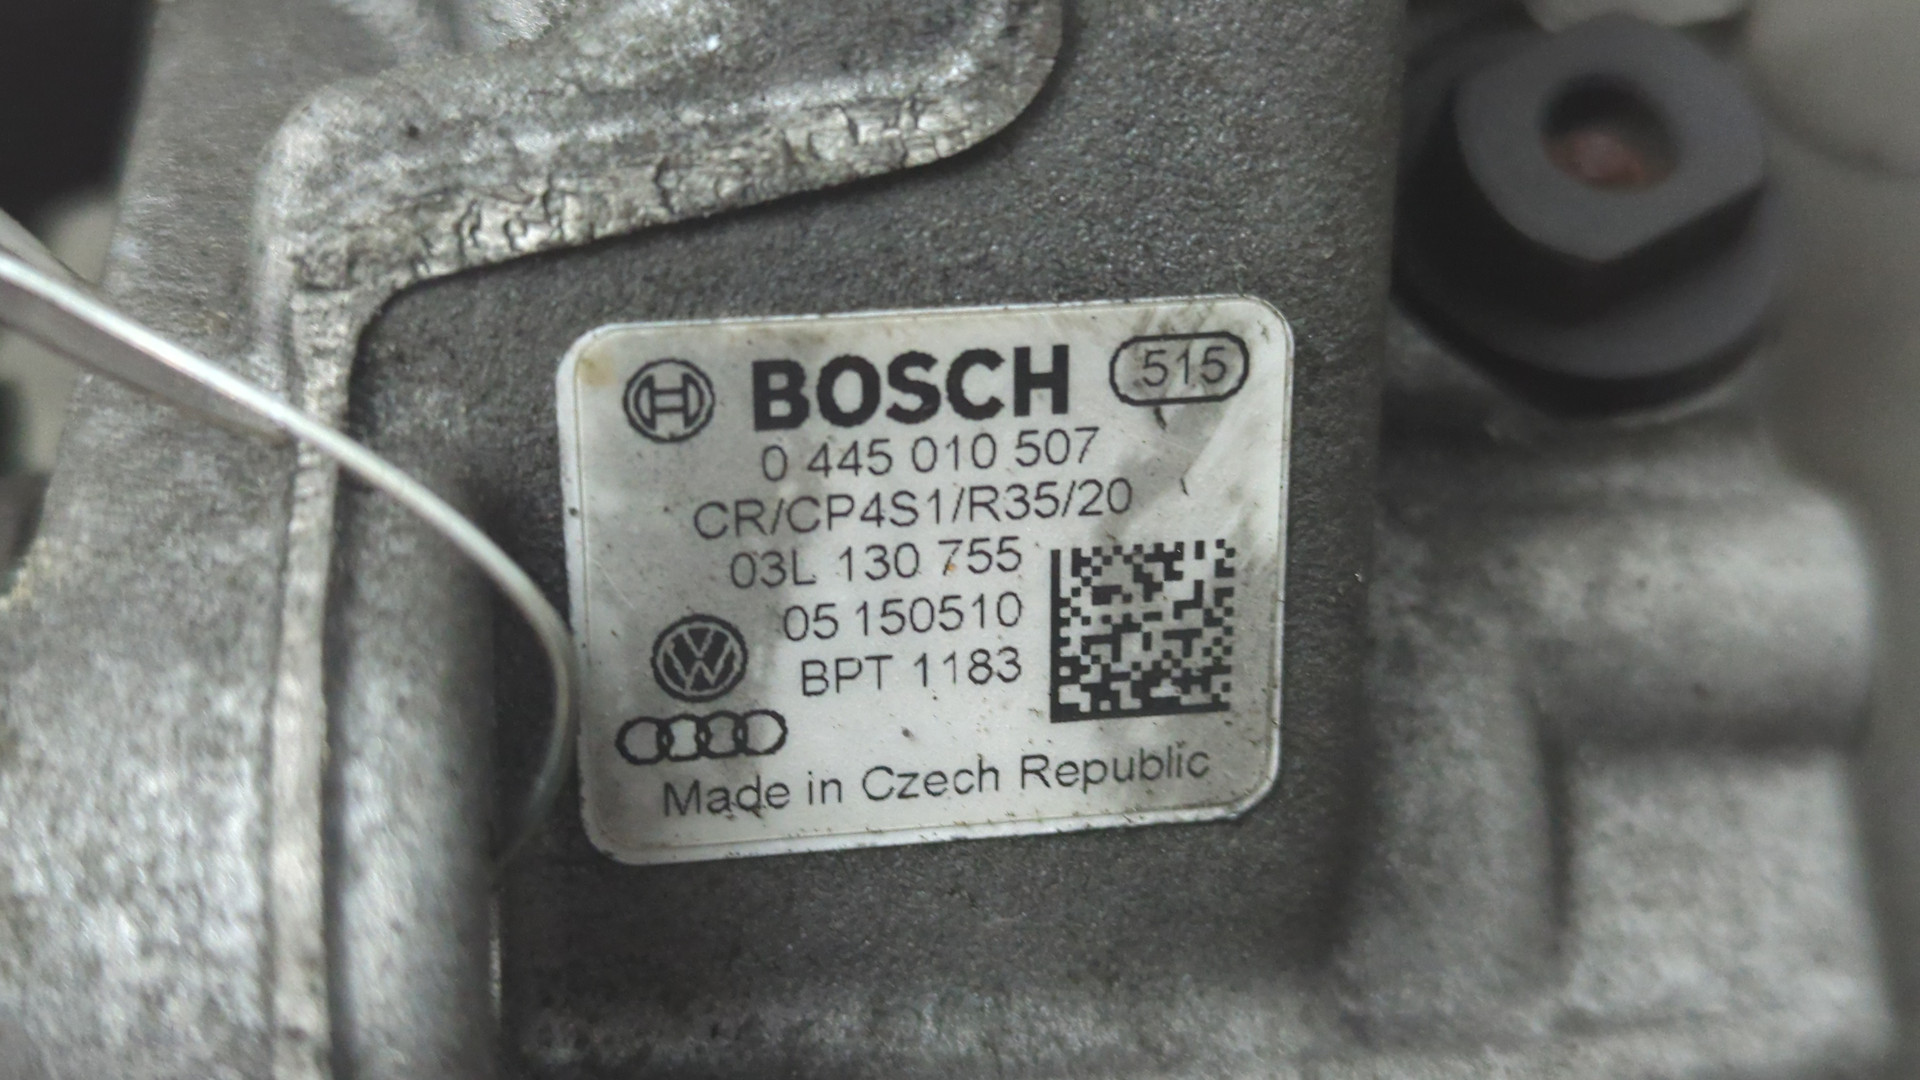 BOSCH 515
0 445 010 507
CR/CP4S1/R35/20
03L 130 755
05 150510
BPT 1183
Made in Czech Republic